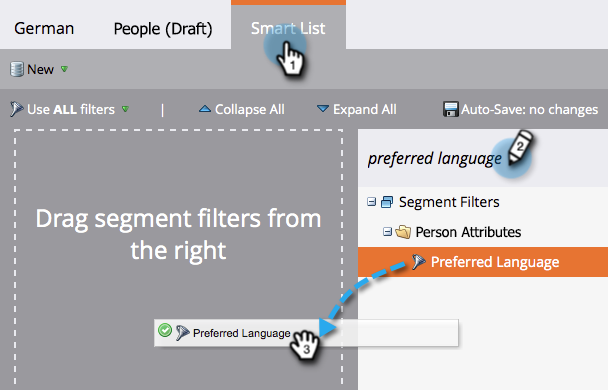 German People (Draft) Smart List
1
New
Use ALL filters | Collapse All Expand All Auto-Save: no changes
preferred language
2
Segment Filters
Drag segment filters from
the right
Person Attributes
Preferred Language
Preferred Language
3